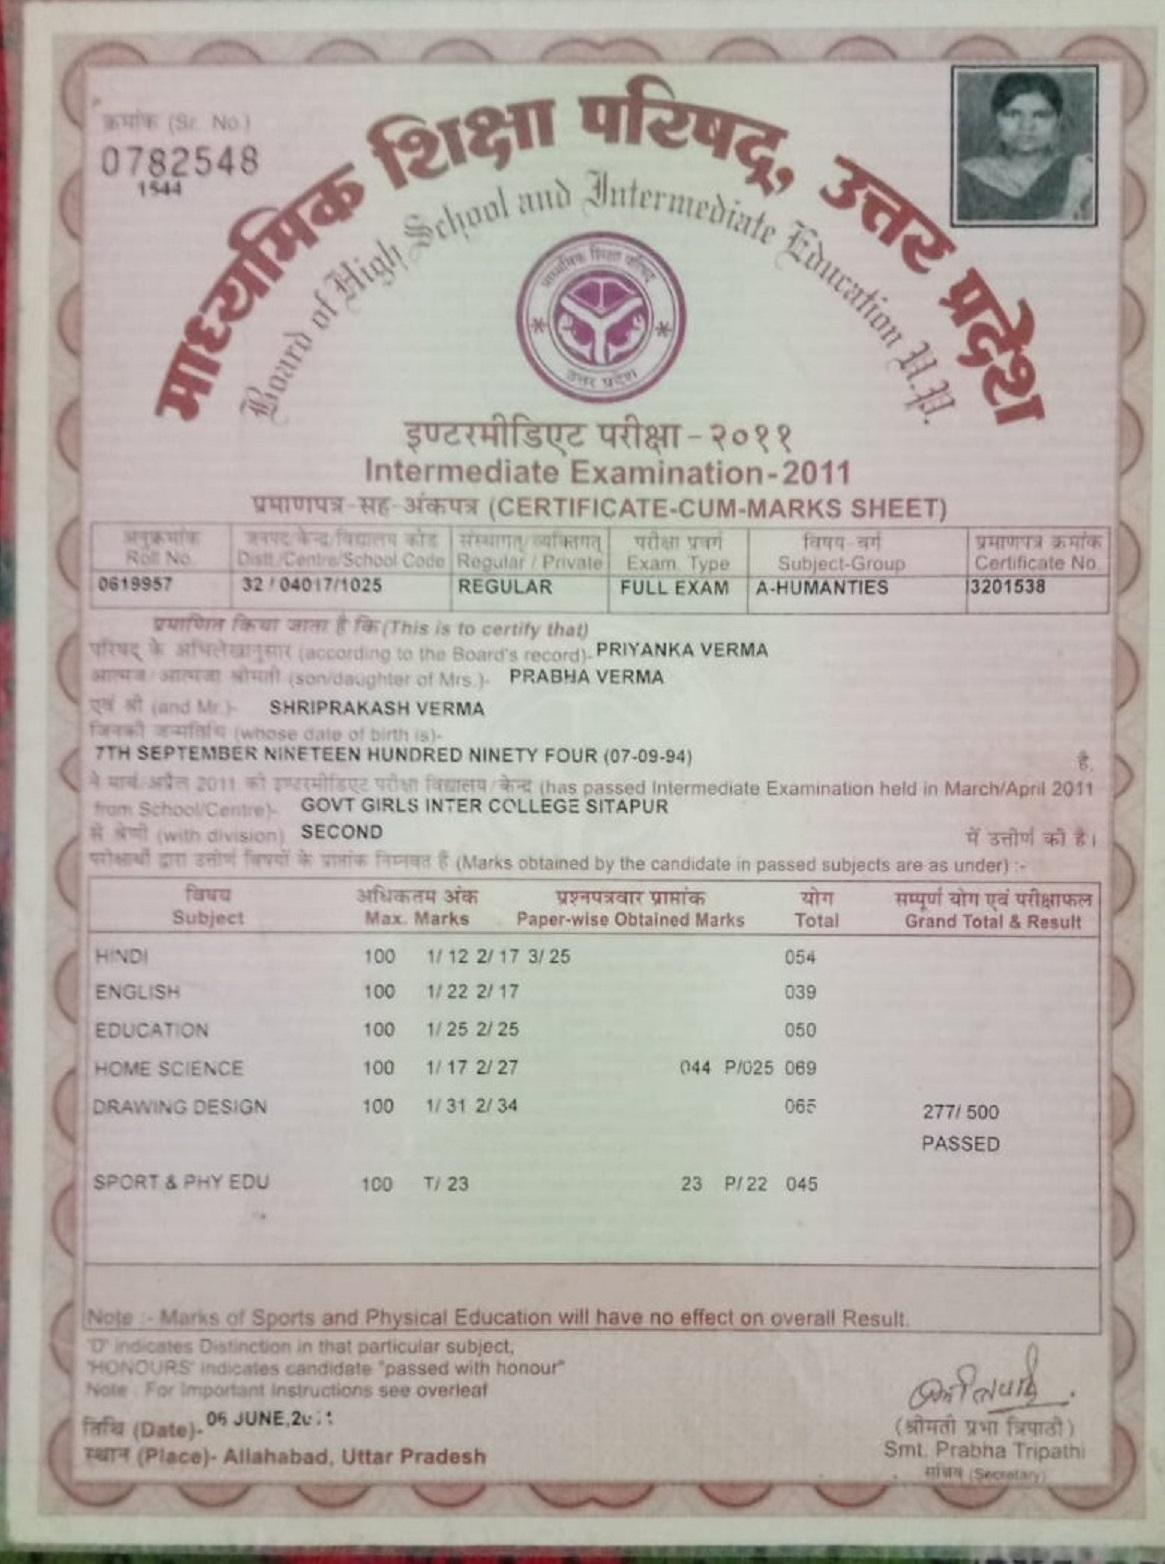 क्रमांक (Sr. No.)
0782548
1544
माध्यमिक शिक्षा परिषद्, उत्तर प्रदेश
Board of High School and Intermediate Education U.P.
माध्यमिक शिक्षा परिषद्
उत्तर प्रदेश
इण्टरमीडिएट परीक्षा - २०११
Intermediate Examination-2011
प्रमाणपत्र-सह-अंकपत्र (CERTIFICATE-CUM-MARKS SHEET)
अनुक्रमांक जनपद केन्द्र/विद्यालय कोड संस्थागत/व्यक्तिगत परीक्षा प्रवर्ग विषय-वर्ग प्रमाणपत्र क्रमांक
Roll No. Distt./Centre/School Code Regular / Private Exam. Type Subject-Group Certificate No.
0619957 32 / 04017/1025 REGULAR FULL EXAM A-HUMANTIES 3201538
प्रमाणित किया जाता है कि (This is to certify that)
परिषद् के अभिलेखानुसार (according to the Board's record)- PRIYANKA VERMA
आत्मज/आत्मजा श्रीमती (son/daughter of Mrs.)- PRABHA VERMA
एवं श्री (and Mr.)- SHRIPRAKASH VERMA
जिनकी जन्मतिथि (whose date of birth is)-
7TH SEPTEMBER NINETEEN HUNDRED NINETY FOUR (07-09-94) है,
ने मार्च/अप्रैल 2011 की इण्टरमीडिएट परीक्षा विद्यालय/केन्द्र (has passed Intermediate Examination held in March/April 2011
from School/Centre)- GOVT GIRLS INTER COLLEGE SITAPUR
से श्रेणी (with division) SECOND में उत्तीर्ण की है।
परीक्षार्थी द्वारा उत्तीर्ण विषयों के प्राप्तांक निम्नवत हैं (Marks obtained by the candidate in passed subjects are as under) :-
विषय अधिकतम अंक प्रश्नपत्रवार प्राप्तांक योग सम्पूर्ण योग एवं परीक्षाफल
Subject Max. Marks Paper-wise Obtained Marks Total Grand Total & Result
HINDI 100 1/ 12 2/ 17 3/ 25 054
ENGLISH 100 1/ 22 2/ 17 039
EDUCATION 100 1/ 25 2/ 25 050
HOME SCIENCE 100 1/ 17 2/ 27 044 P/025 069
DRAWING DESIGN 100 1/ 31 2/ 34 065 277/ 500
PASSED
SPORT & PHY EDU 100 T/ 23 23 P/ 22 045
Note :- Marks of Sports and Physical Education will have no effect on overall Result.
'D' indicates Distinction in that particular subject,
'HONOURS' indicates candidate "passed with honour"
Note : For Important Instructions see overleaf
तिथि (Date)- 06 JUNE,
स्थान (Place)- Allahabad, Uttar Pradesh
(श्रीमती प्रभा त्रिपाठी)
Smt. Prabha Tripathi
सचिव (Secretary)